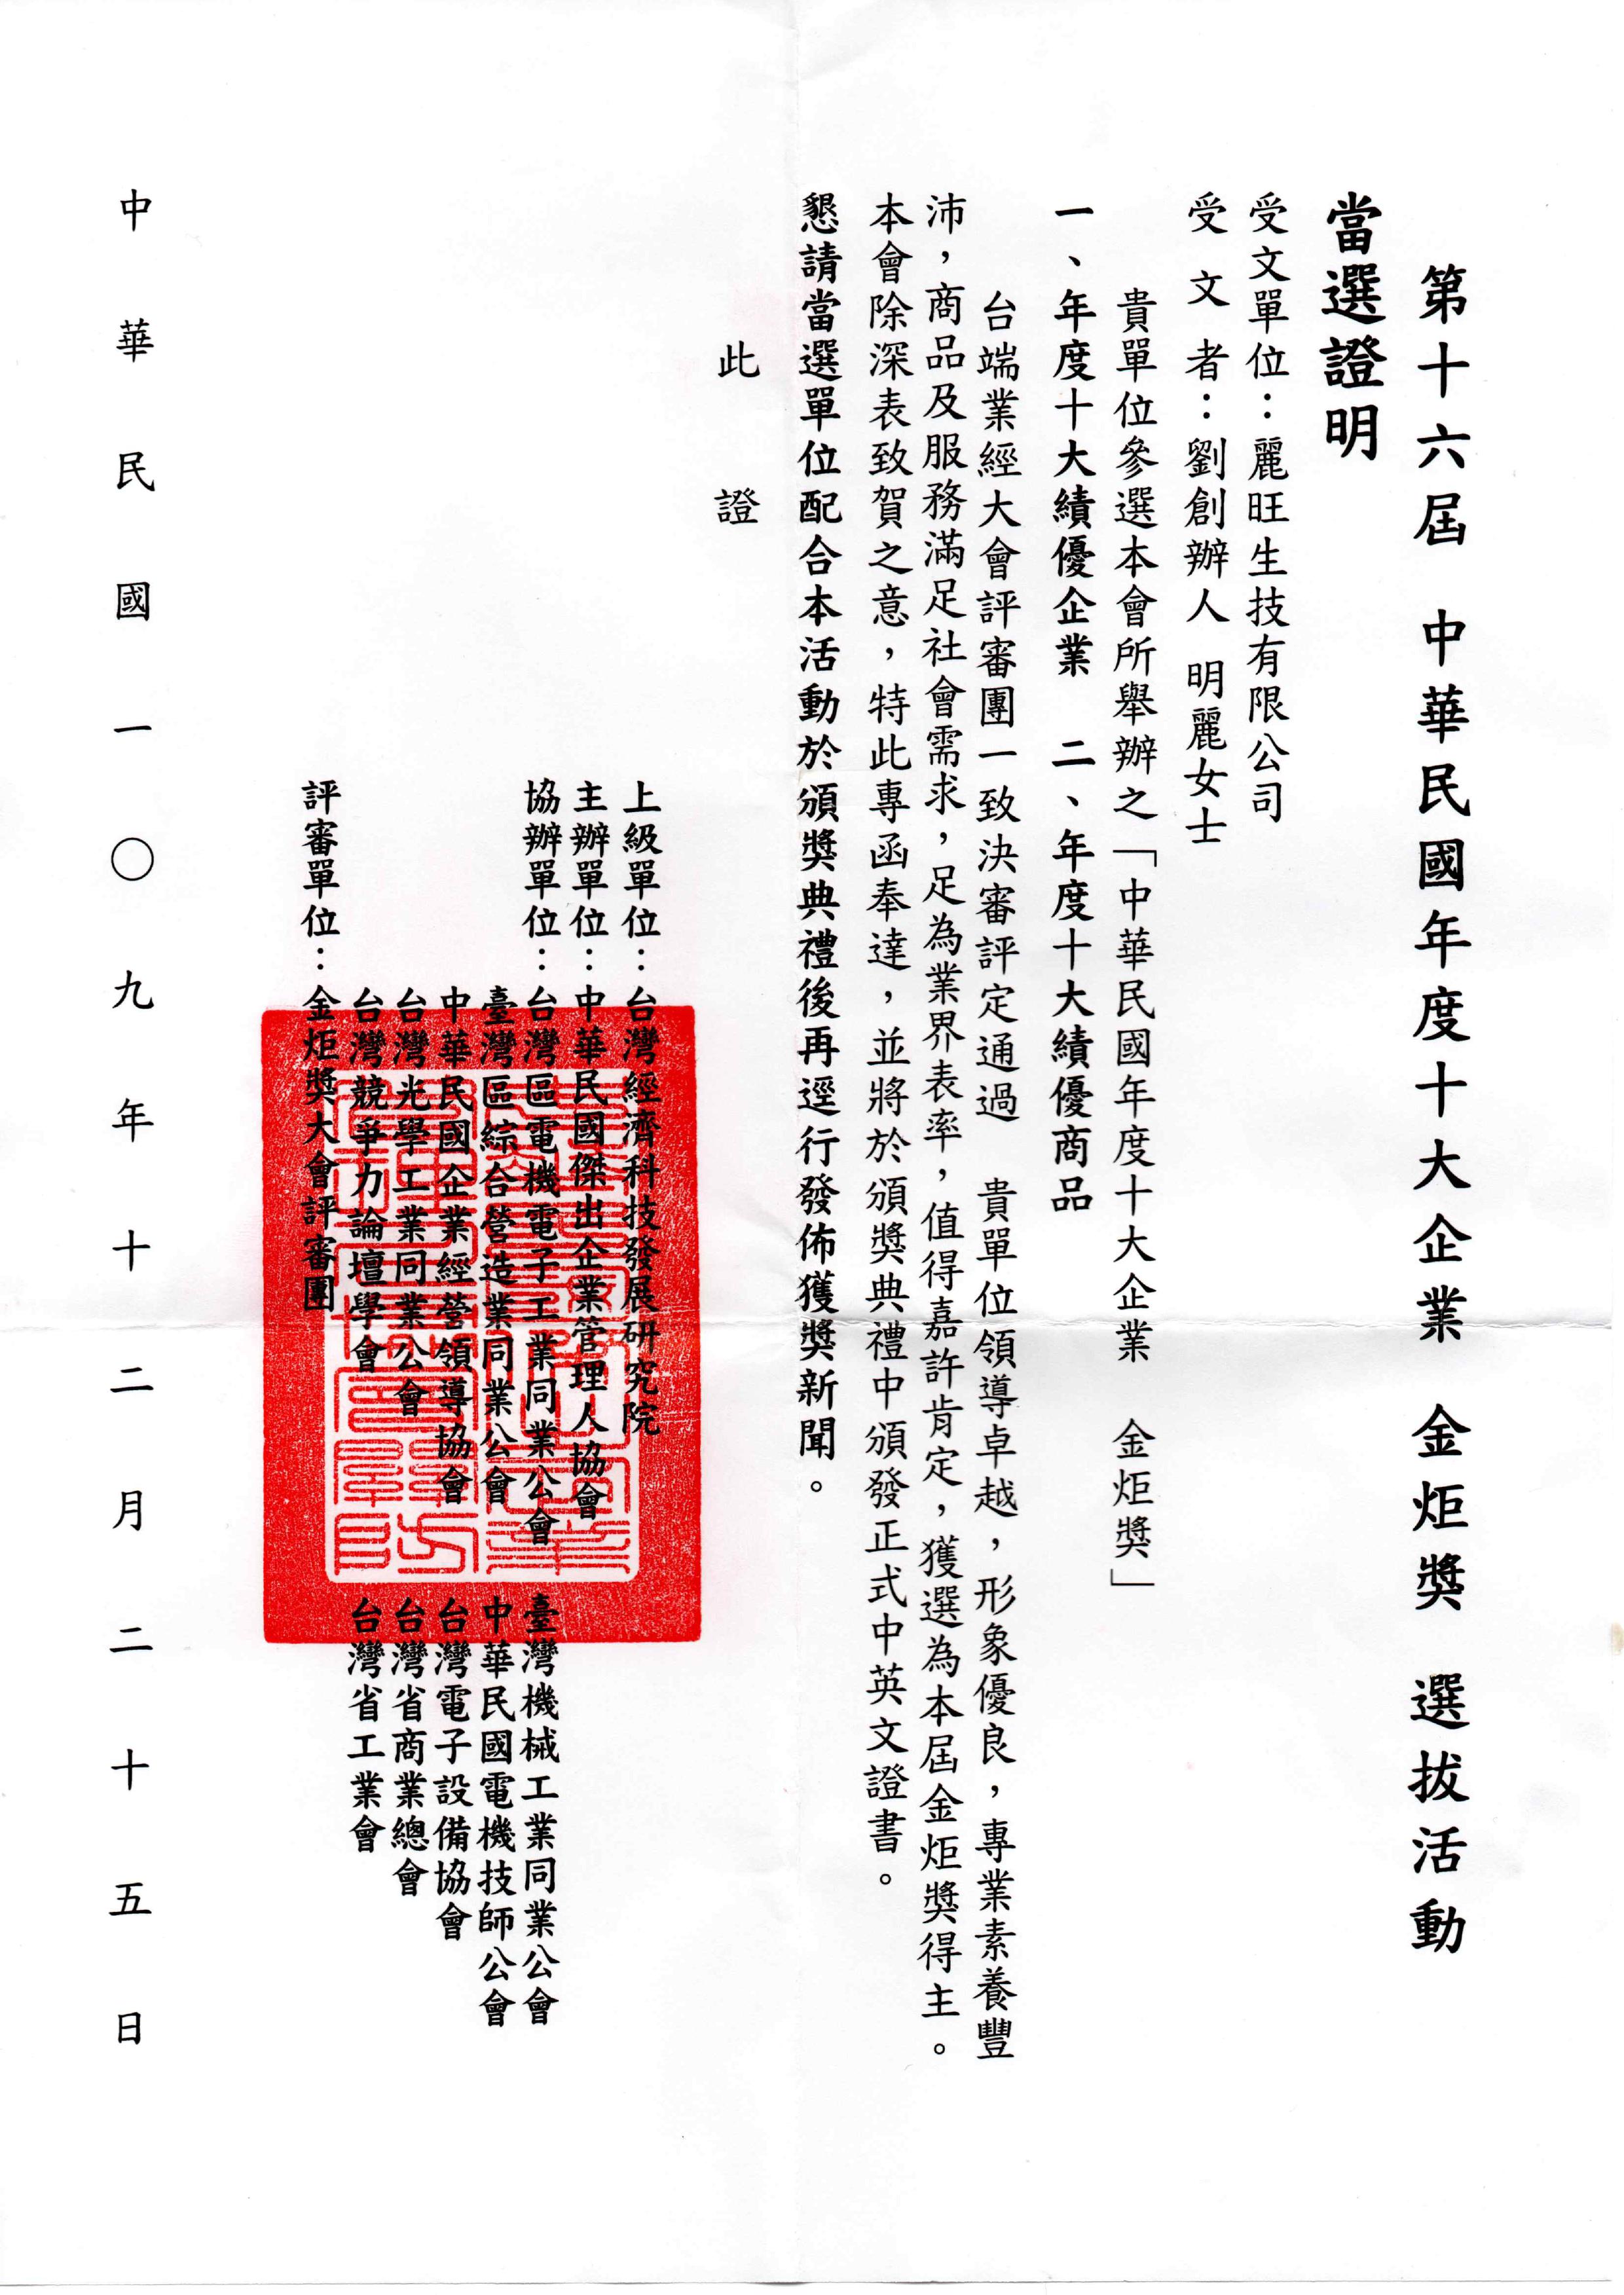 第十六屆　中華民國年度十大企業　金炬獎　選拔活動
當選證明
受文單位：麗旺生技有限公司
受文者：劉創辦人　明麗女士
貴單位參選本會所舉辦之「中華民國年度十大企業　金炬獎」
一、年度十大績優企業　二、年度十大績優商品
台端業經大會評審團一致決審評定通過　貴單位領導卓越，形象優良，專業素養豐
沛，商品及服務滿足社會需求，足為業界表率，值得嘉許肯定，獲選為本屆金炬獎得主。
本會除深表致賀之意，特此專函奉達，並將於頒獎典禮中頒發正式中英文證書。
懇請當選單位配合本活動於頒獎典禮後再逕行發佈獲獎新聞。
此　證
上級單位：台灣經濟科技發展研究院
主辦單位：中華民國傑出企業管理人協會
協辦單位：台灣區電機電子工業同業公會　臺灣機械工業同業公會
臺灣區綜合營造業同業公會　中華民國電機技師公會
中華民國企業經營領導協會　台灣電子設備協會
台灣光學工業同業公會　台灣省商業總會
台灣競爭力論壇學會　台灣省工業會
評審單位：金炬獎大會評審團
中華民國一〇九年十二月二十五日